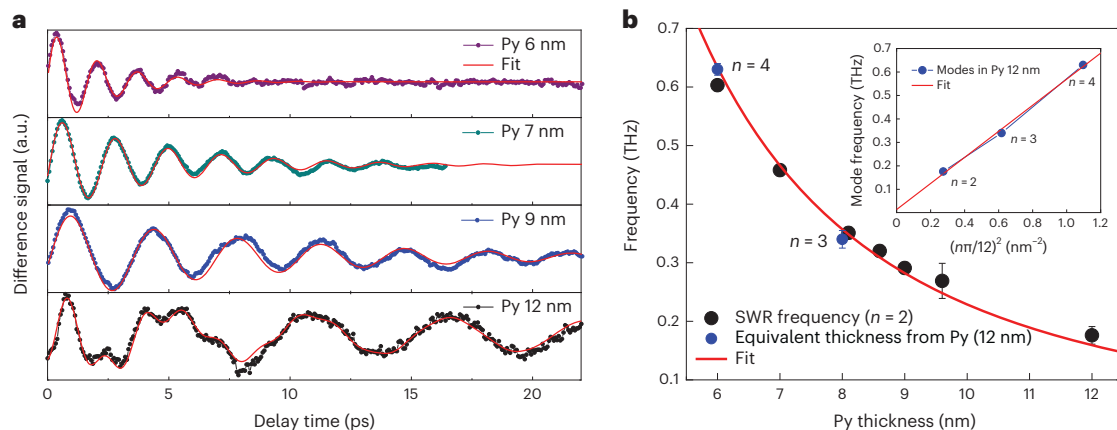 a
Py 6 nm
Fit
Py 7 nm
Py 9 nm
Py 12 nm
Difference signal (a.u.)
0 5 10 15 20
Delay time (ps)
b
0.7
0.6
0.5
0.4
0.3
0.2
0.1
Frequency (THz)
n = 4
n = 3
SWR frequency (n = 2)
Equivalent thickness from Py (12 nm)
Fit
6 7 8 9 10 11 12
Py thickness (nm)
0.7
0.6
0.5
0.4
0.3
0.2
0.1
Mode frequency (THz)
Modes in Py 12 nm
Fit
n = 4
n = 3
n = 2
0 0.2 0.4 0.6 0.8 1.0 1.2
(nπ/12)² (nm⁻²)